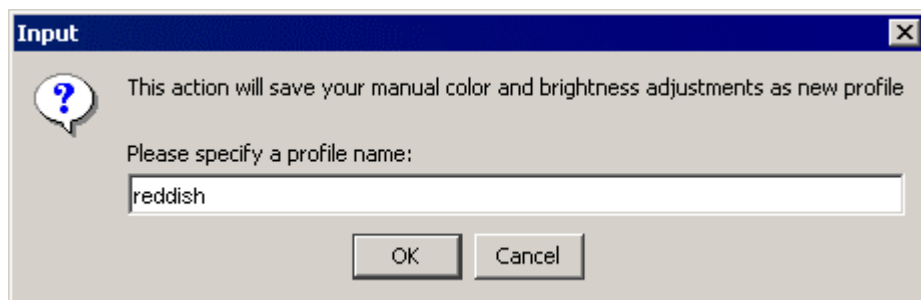 Input
This action will save your manual color and brightness adjustments as new profile
Please specify a profile name:
reddish
OK Cancel